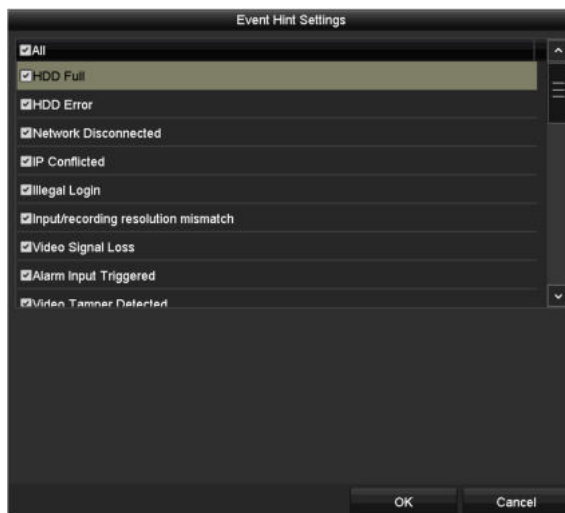 Event Hint Settings
All
HDD Full
HDD Error
Network Disconnected
IP Conflicted
Illegal Login
Input/recording resolution mismatch
Video Signal Loss
Alarm Input Triggered
Video Tamper Detected
OK Cancel